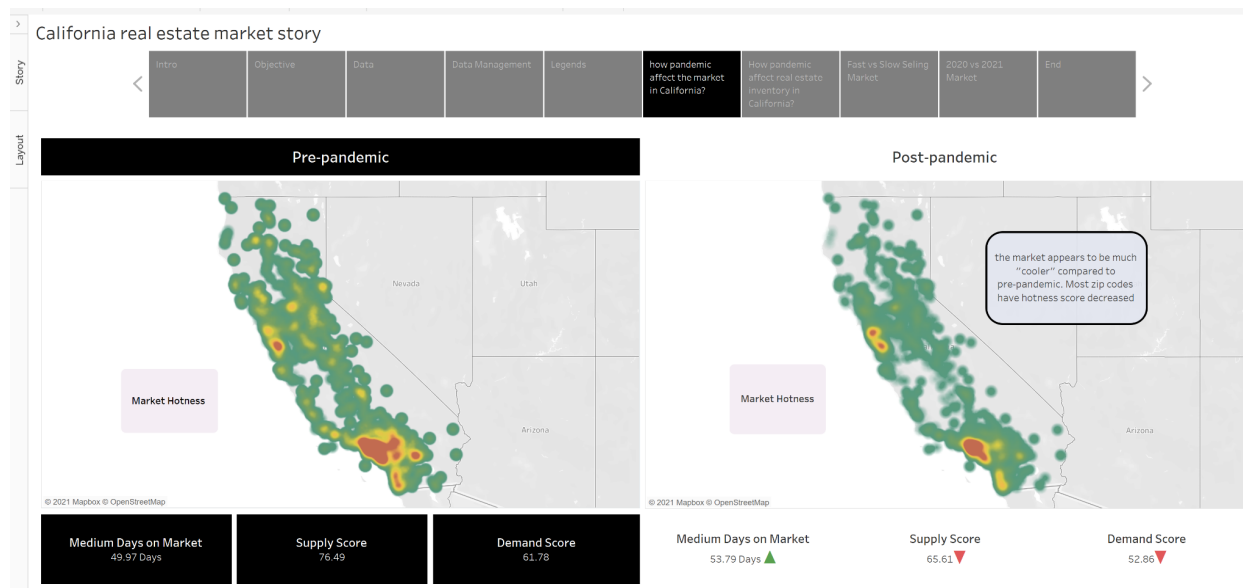 Story
Layout
California real estate market story
Intro
Objective
Data
Data Management
Legends
how pandemic
affect the market
in California?
How pandemic
affect real estate
inventory in
California?
Fast vs Slow Seling
Market
2020 vs 2021
Market
End
Pre-pandemic
Nevada
Utah
Arizona
Market Hotness
© 2021 Mapbox © OpenStreetMap
Medium Days on Market
49.97 Days
Supply Score
76.49
Demand Score
61.78
Post-pandemic
the market appears to be much
"cooler" compared to
pre-pandemic. Most zip codes
have hotness score decreased
Nevada
Utah
Arizona
Market Hotness
© 2021 Mapbox © OpenStreetMap
Medium Days on Market
53.79 Days
Supply Score
65.61
Demand Score
52.86